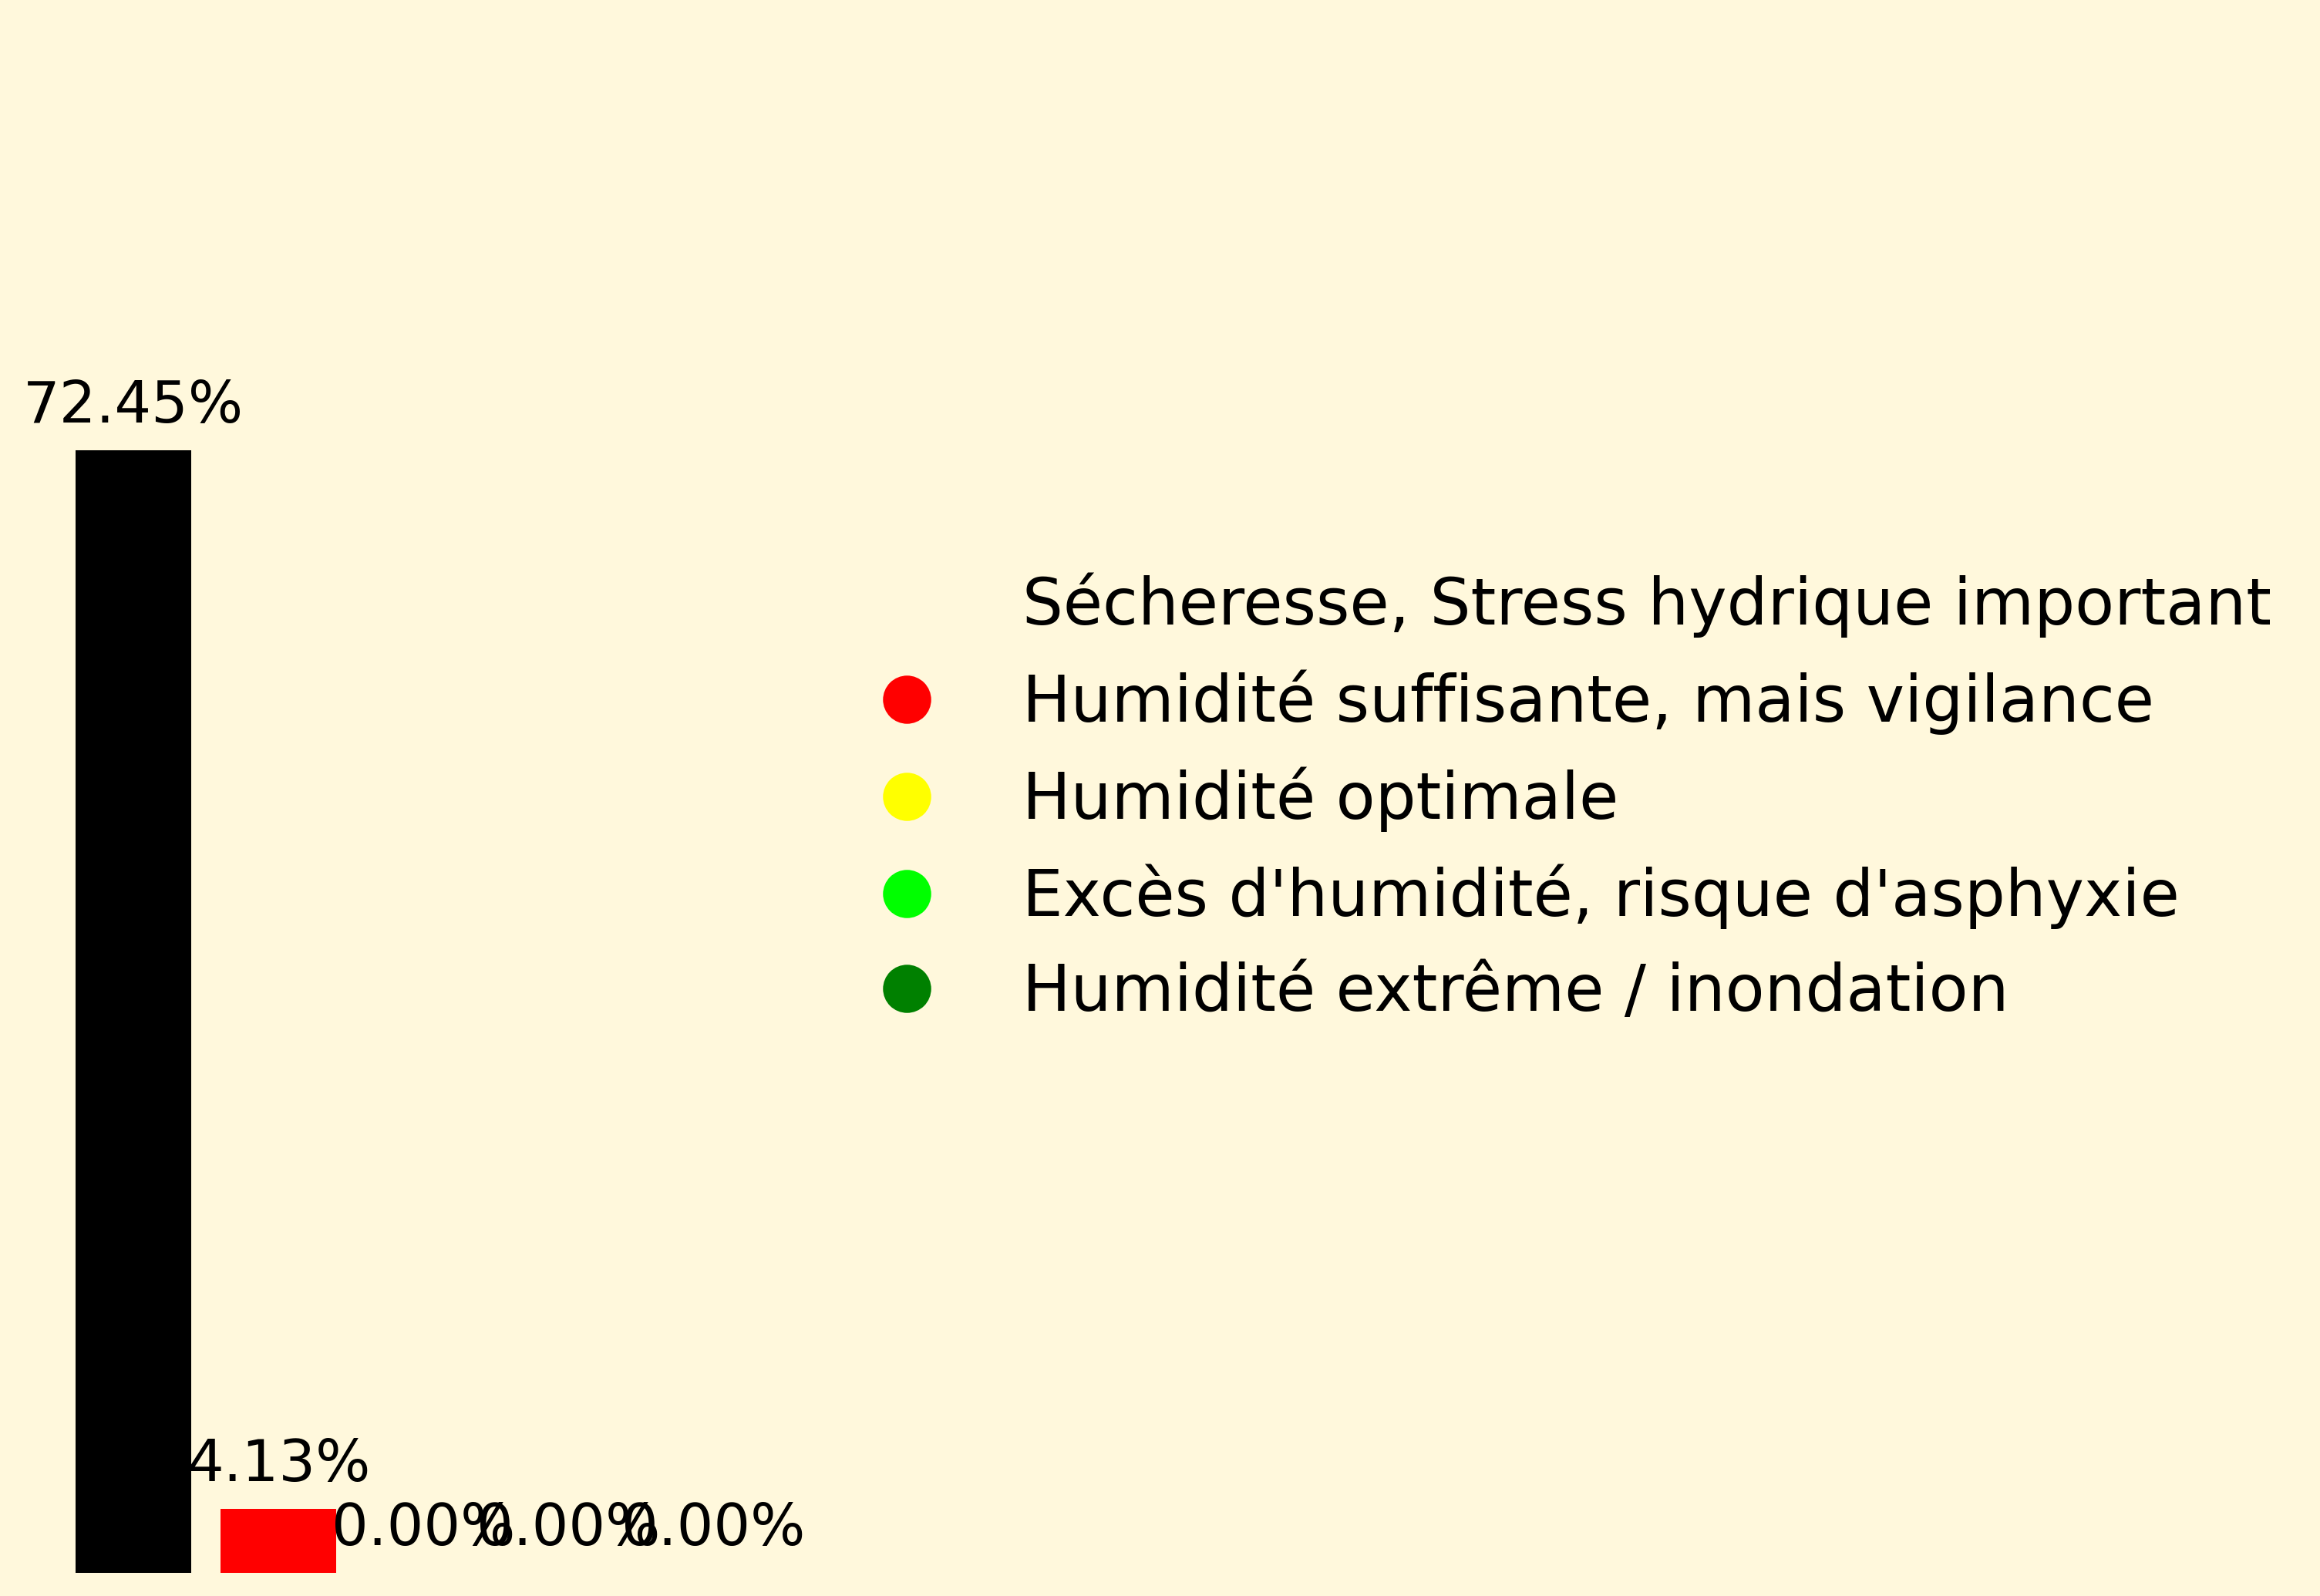 72.45%
Sécheresse, Stress hydrique important
Humidité suffisante, mais vigilance
Humidité optimale
Excès d'humidité, risque d'asphyxie
Humidité extrême / inondation
4.13%
0.00%
0.00%
0.00%